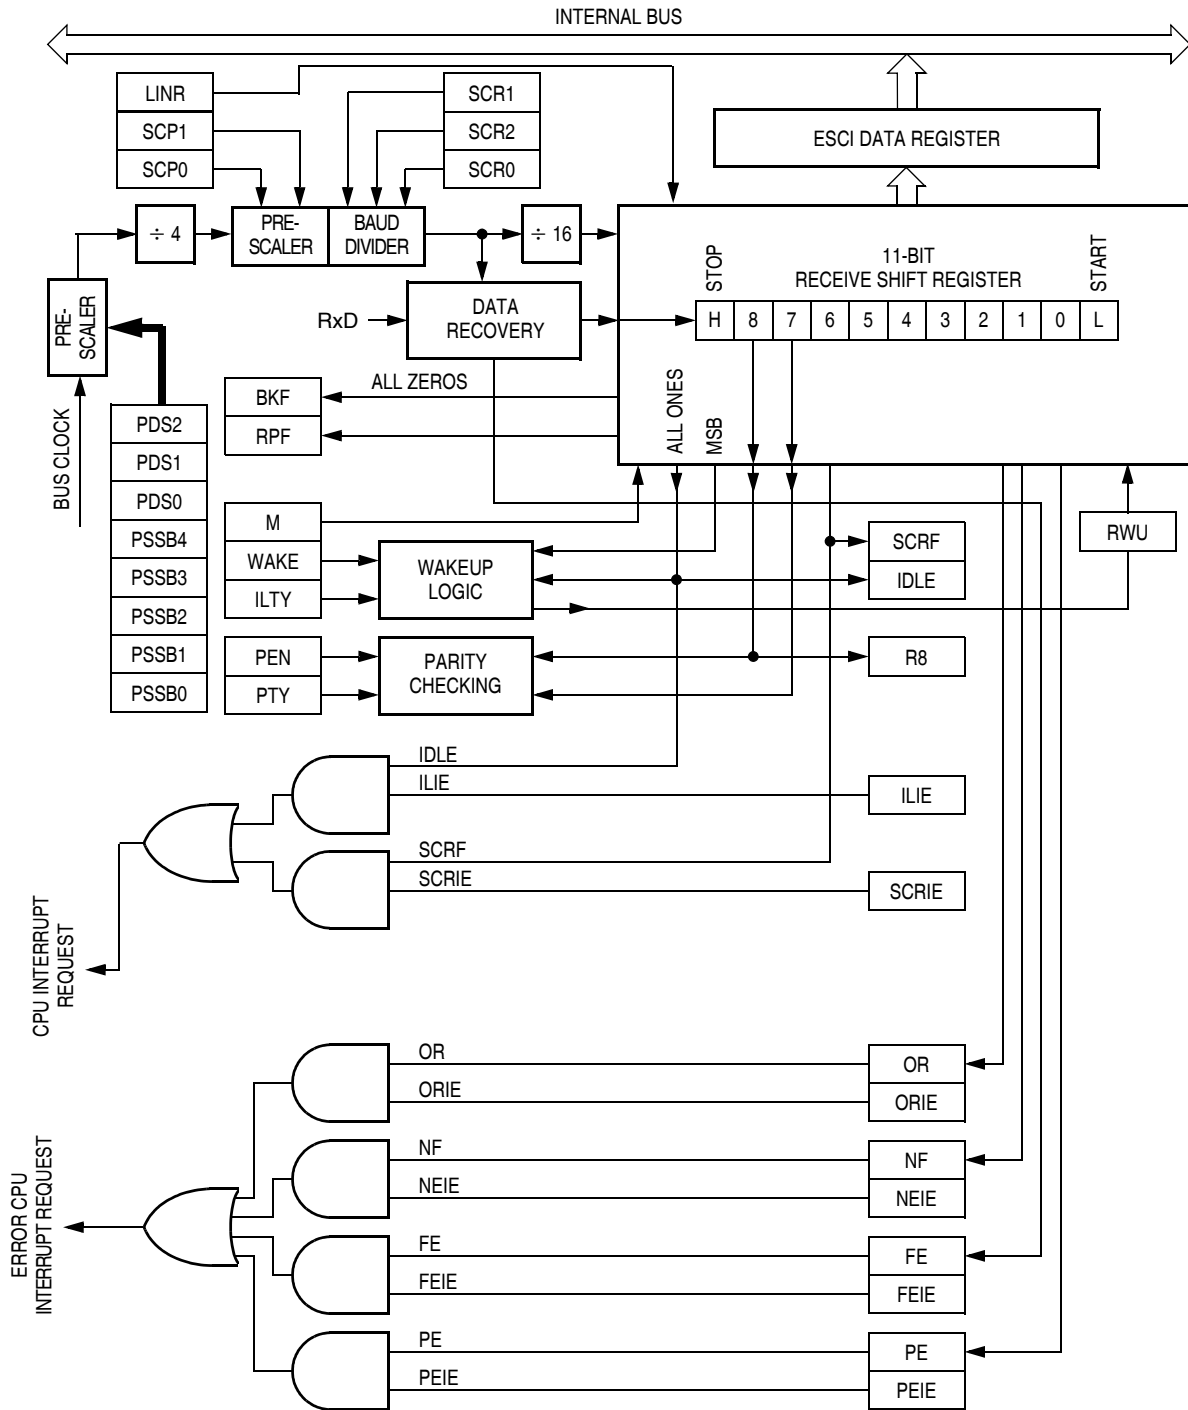 INTERNAL BUS
LINR
SCP1
SCP0
SCR1
SCR2
SCR0
ESCI DATA REGISTER
÷ 4
PRE-
SCALER
BAUD
DIVIDER
÷ 16
PRE-
SCALER
BUS CLOCK
RxD
DATA
RECOVERY
STOP
11-BIT
RECEIVE SHIFT REGISTER
START
H 8 7 6 5 4 3 2 1 0 L
ALL ZEROS
ALL ONES
MSB
BKF
RPF
PDS2
PDS1
PDS0
PSSB4
PSSB3
PSSB2
PSSB1
PSSB0
M
WAKE
ILTY
WAKEUP
LOGIC
SCRF
IDLE
RWU
PEN
PTY
PARITY
CHECKING
R8
IDLE
ILIE
ILIE
SCRF
SCRIE
SCRIE
CPU INTERRUPT
REQUEST
OR
ORIE
OR
ORIE
NF
NEIE
NF
NEIE
FE
FEIE
FE
FEIE
PE
PEIE
PE
PEIE
ERROR CPU
INTERRUPT REQUEST